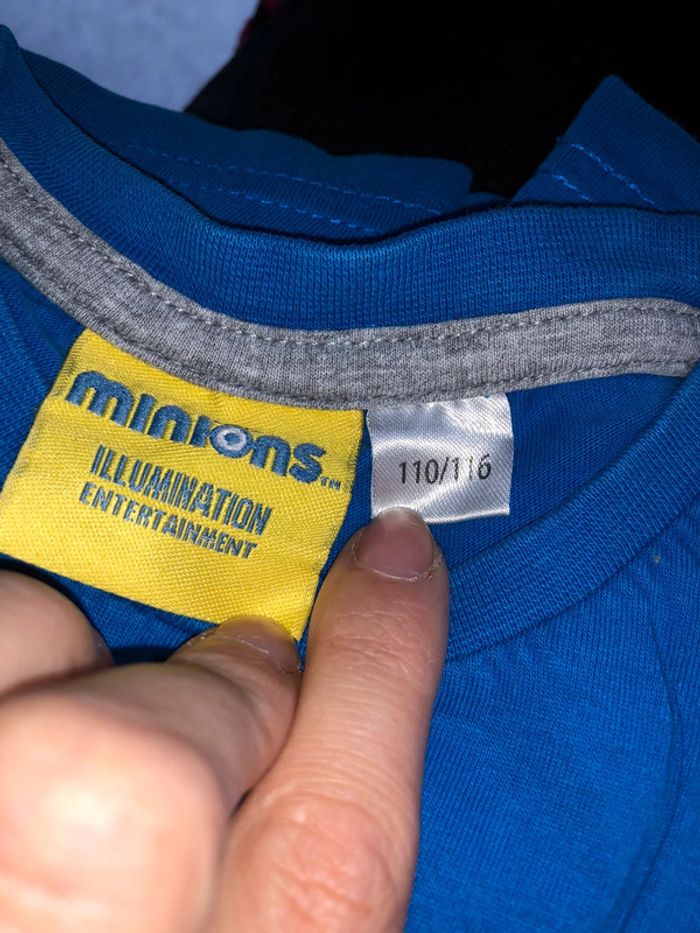 minions™
ILLUMINATION
ENTERTAINMENT
110/116